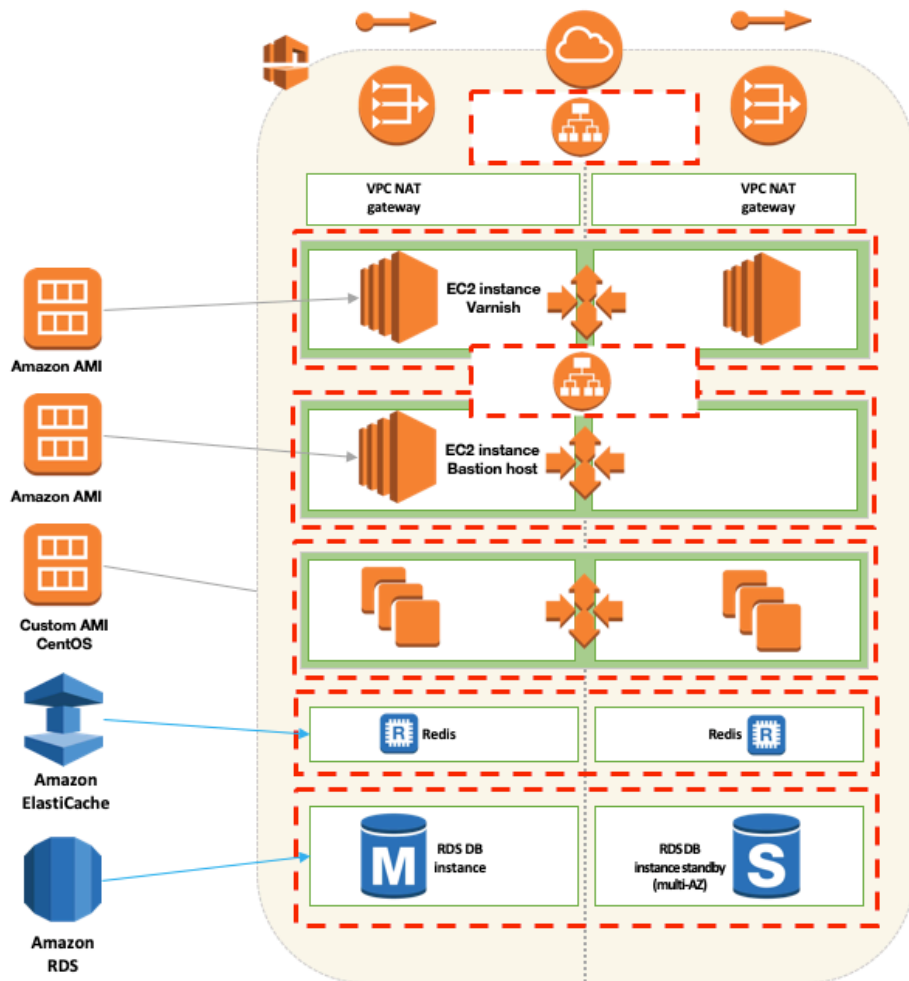 VPC NAT
gateway
VPC NAT
gateway
EC2 instance
Varnish
Amazon AMI
EC2 instance
Bastion host
Amazon AMI
Custom AMI
CentOS
R
Redis
Redis
R
Amazon
ElastiCache
M
RDS DB
instance
RDS DB
instance standby
(multi-AZ)
S
Amazon
RDS